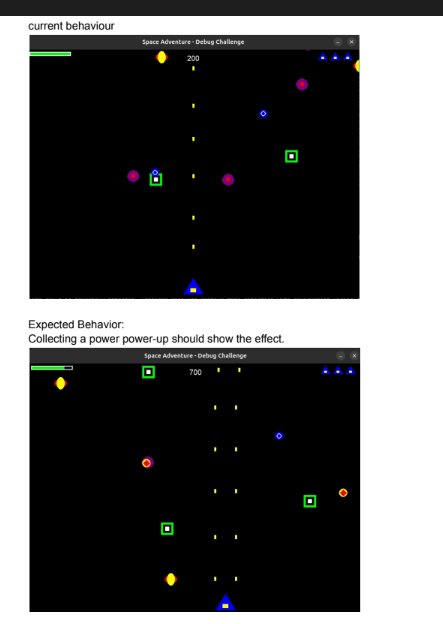 current behaviour
Space Adventure - Debug Challenge
200
Expected Behavior:
Collecting a power power-up should show the effect.
Space Adventure - Debug Challenge
700